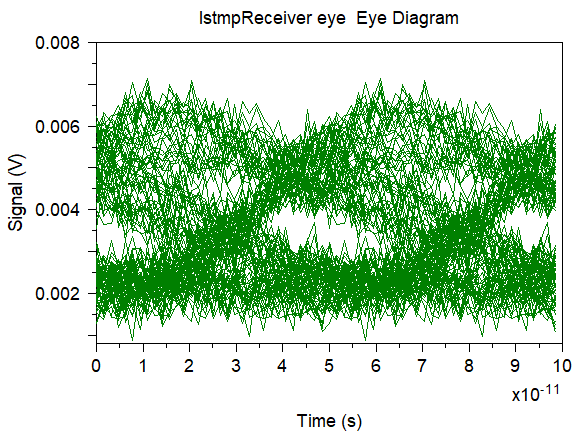 lstmpReceiver eye  Eye Diagram
0.008
0.006
0.004
0.002
Signal (V)
0 1 2 3 4 5 6 7 8 9 10
x10-11
Time (s)